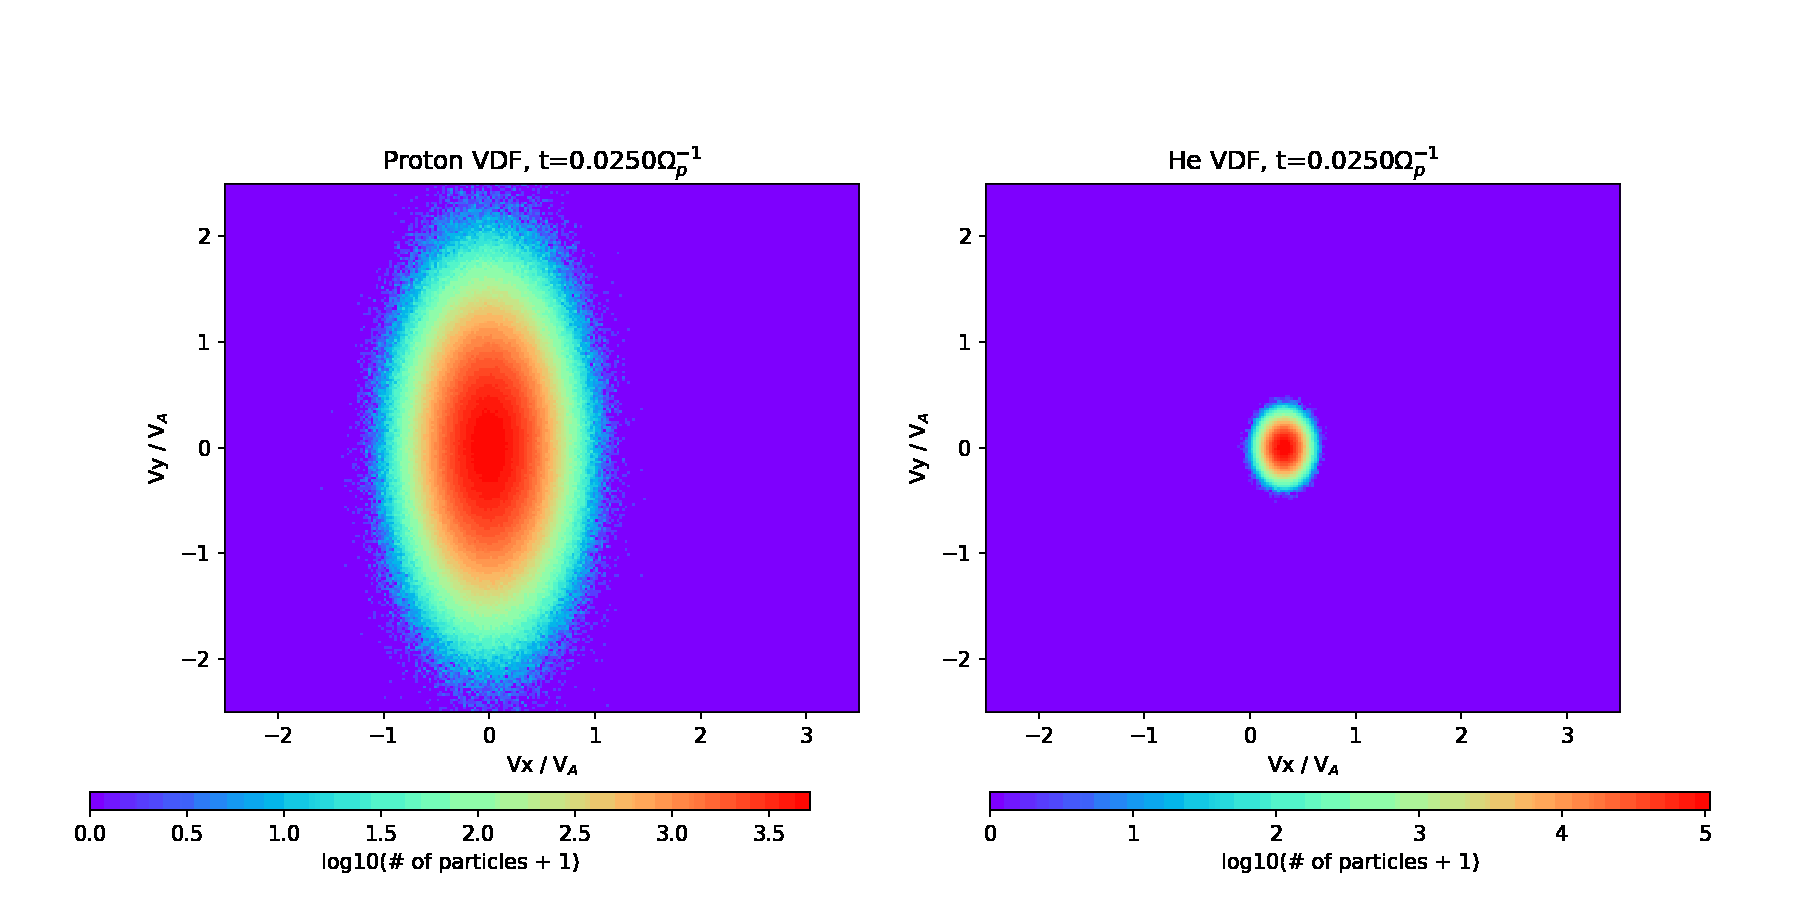 Proton VDF, t=0.0250Ω_p^{-1}
2
1
0
−1
−2
Vy / V_A
−2 −1 0 1 2 3
Vx / V_A
0.0 0.5 1.0 1.5 2.0 2.5 3.0 3.5
log10(# of particles + 1)
He VDF, t=0.0250Ω_p^{-1}
2
1
0
−1
−2
Vy / V_A
−2 −1 0 1 2 3
Vx / V_A
0 1 2 3 4 5
log10(# of particles + 1)